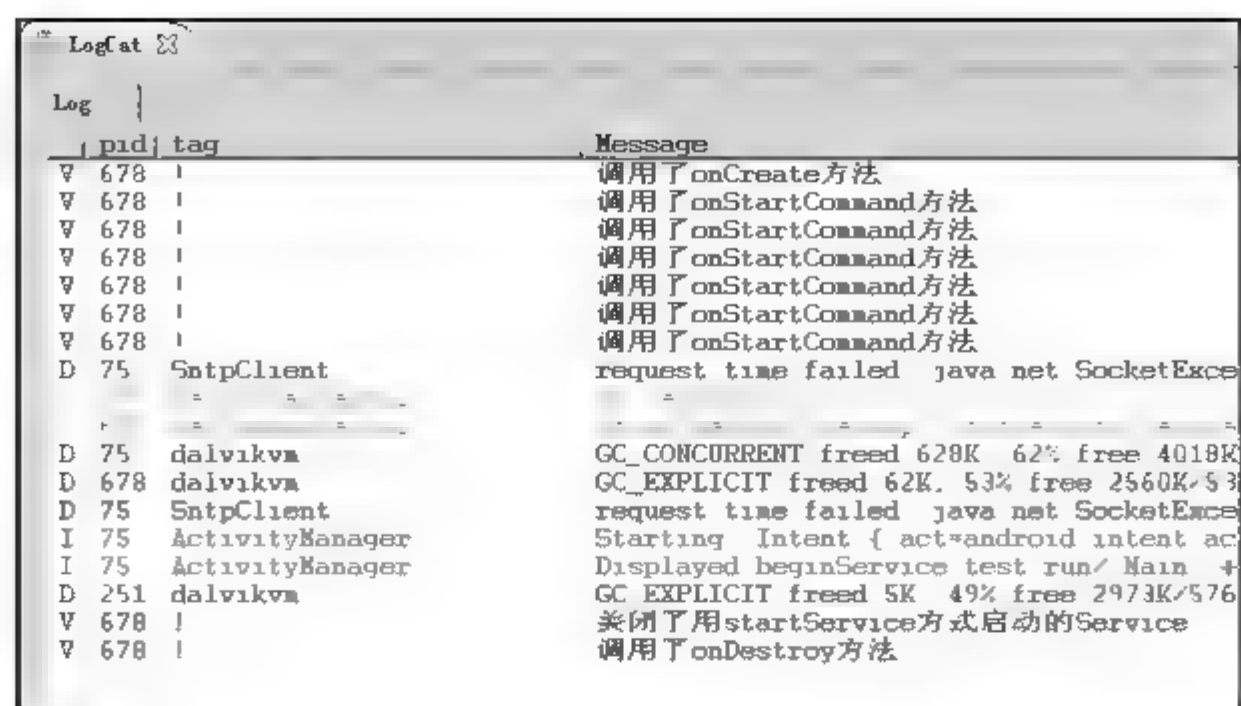 LogCat
Log
pid tag Message
V 678 ! 调用了onCreate方法
V 678 ! 调用了onStartCommand方法
V 678 ! 调用了onStartCommand方法
V 678 ! 调用了onStartCommand方法
V 678 ! 调用了onStartCommand方法
V 678 ! 调用了onStartCommand方法
V 678 ! 调用了onStartCommand方法
D 75 SntpClient request time failed java net SocketExce
D 75 dalvikvm GC_CONCURRENT freed 628K 62% free 4018K
D 678 dalvikvm GC_EXPLICIT freed 62K, 53% free 2560K/53
D 75 SntpClient request time failed java net SocketExce
I 75 ActivityManager Starting Intent { act=android intent ac
I 75 ActivityManager Displayed beginService test run/ Main +
D 251 dalvikvm GC_EXPLICIT freed 5K 49% free 2973K/576
V 678 ! 关闭了用startService方式启动的Service
V 678 ! 调用了onDestroy方法